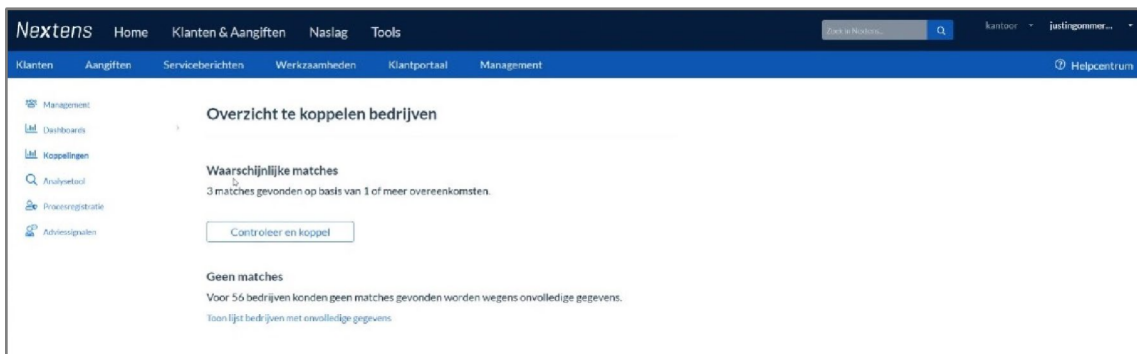 Nextens Home Klanten & Aangiften Naslag Tools Zoek in Nextens... kantoor justingommer...
Klanten Aangiften Serviceberichten Werkzaamheden Klantportaal Management Helpcentrum
Management
Dashboards
Koppelingen
Analysetool
Procesregistratie
Adviessignalen
Overzicht te koppelen bedrijven
Waarschijnlijke matches
3 matches gevonden op basis van 1 of meer overeenkomsten.
Controleer en koppel
Geen matches
Voor 56 bedrijven konden geen matches gevonden worden wegens onvolledige gegevens.
Toon lijst bedrijven met onvolledige gegevens